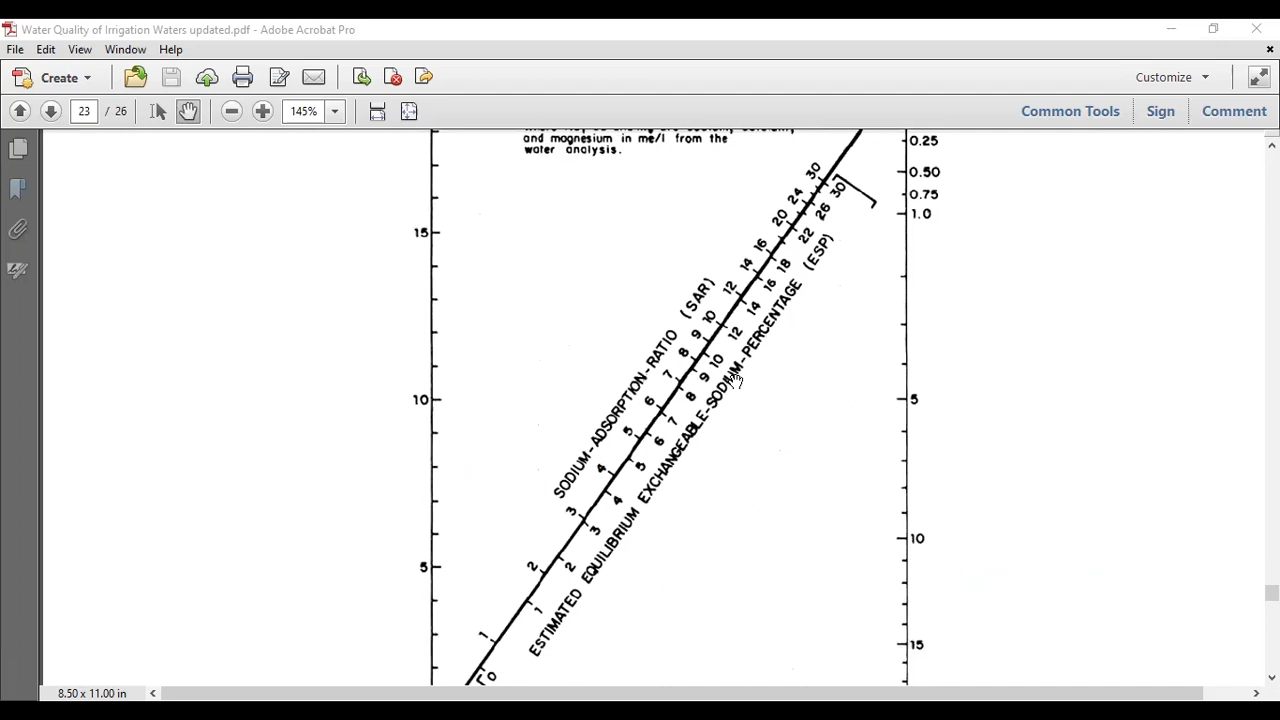 Water Quality of Irrigation Waters updated.pdf - Adobe Acrobat Pro
File Edit View Window Help
Create Customize
23 / 26 145% Common Tools Sign Comment
and magnesium in me/l from the
water analysis.
15
10
5
SODIUM-ADSORPTION-RATIO (SAR)
1 2 3 4 5 6 7 8 9 10 12 14 16 20 24 30
ESTIMATED EQUILIBRIUM EXCHANGEABLE-SODIUM-PERCENTAGE (ESP)
0 1 2 3 4 5 6 7 8 9 10 12 14 16 18 22 26 30
0.25
0.50
0.75
1.0
5
10
15
8.50 x 11.00 in